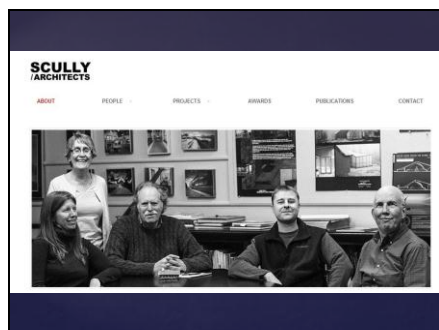 SCULLY
/ARCHITECTS
ABOUT PEOPLE PROJECTS AWARDS PUBLICATIONS CONTACT